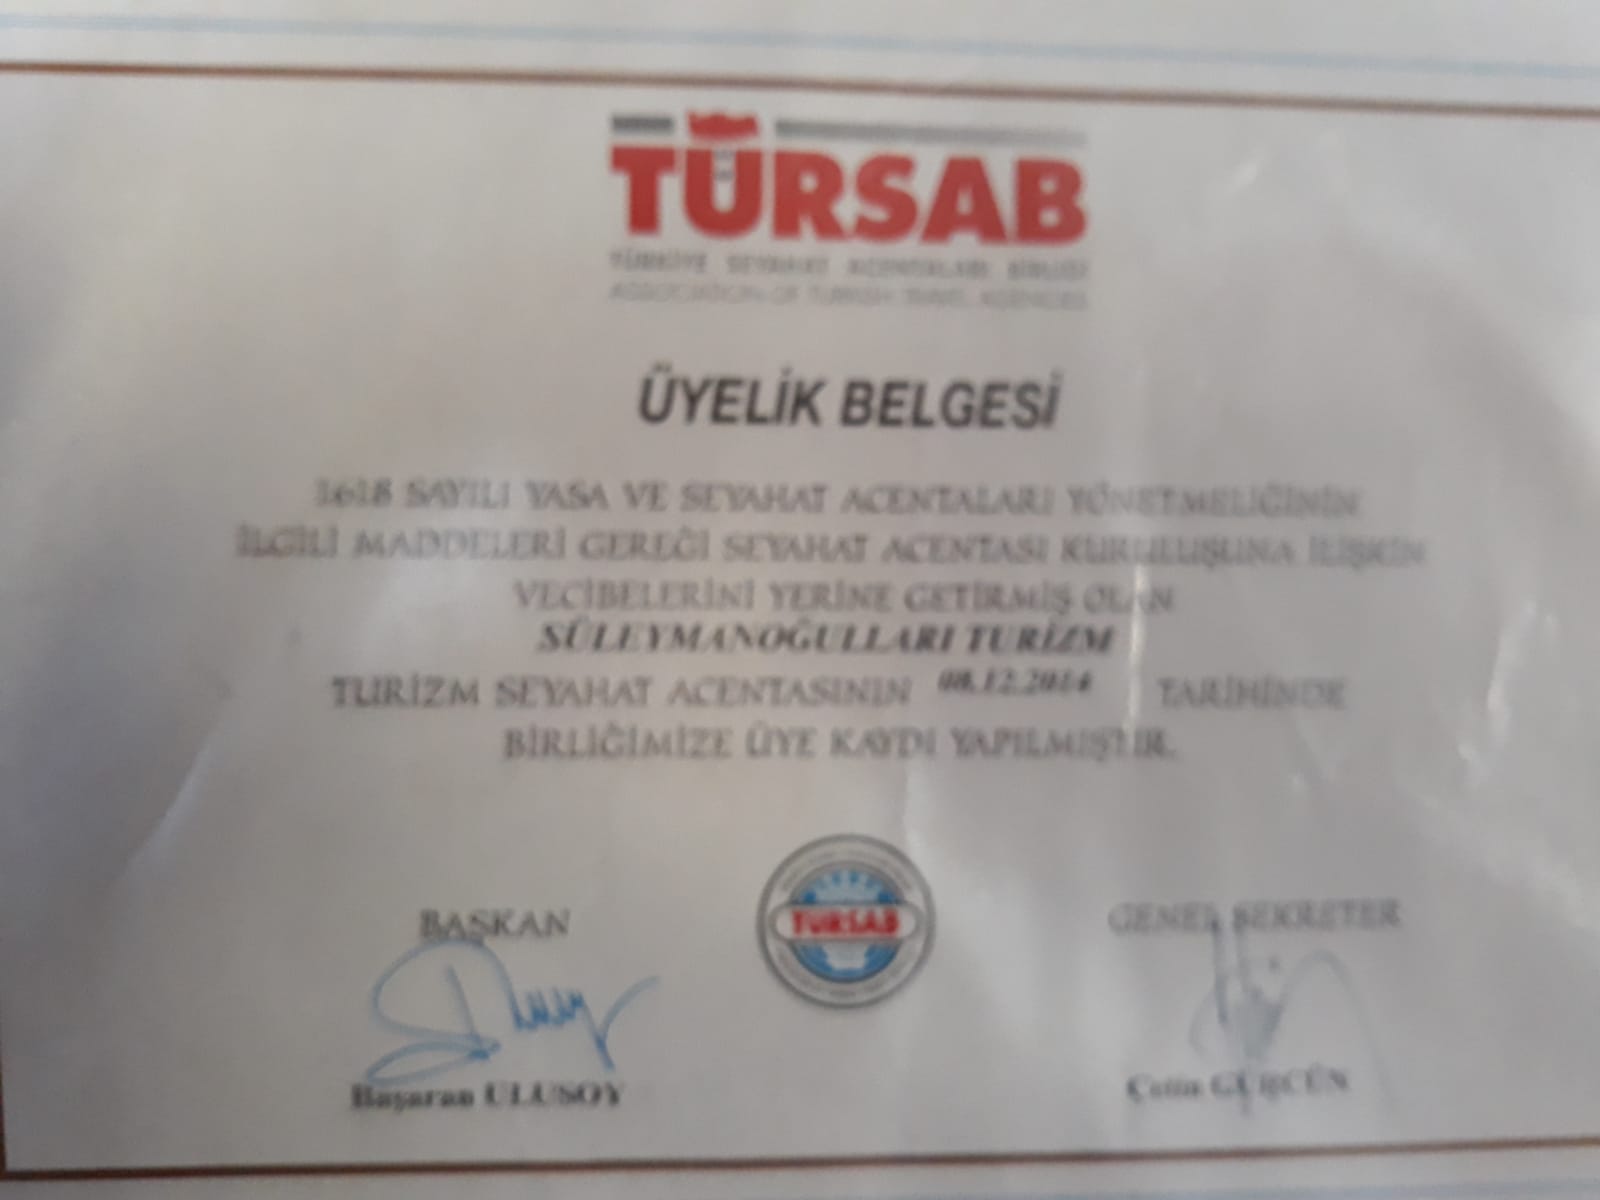 TÜRSAB
TÜRKİYE SEYAHAT ACENTALARI BİRLİĞİ
ASSOCIATION OF TURKISH TRAVEL AGENCIES
ÜYELİK BELGESİ
1618 SAYILI YASA VE SEYAHAT ACENTALARI YÖNETMELİĞİNİN
İLGİLİ MADDELERİ GEREĞİ SEYAHAT ACENTASI KURULUŞUNA İLİŞKİN
VECİBELERİNİ YERİNE GETİRMİŞ OLAN
SÜLEYMANOĞULLARI TURİZM
TURİZM SEYAHAT ACENTASININ 08.12.2014 TARİHİNDE
BİRLİĞİMİZE ÜYE KAYDI YAPILMIŞTIR.
BAŞKAN
TÜRSAB
GENEL SEKRETER
Başaran ULUSOY
Çetin GÜRCÜN